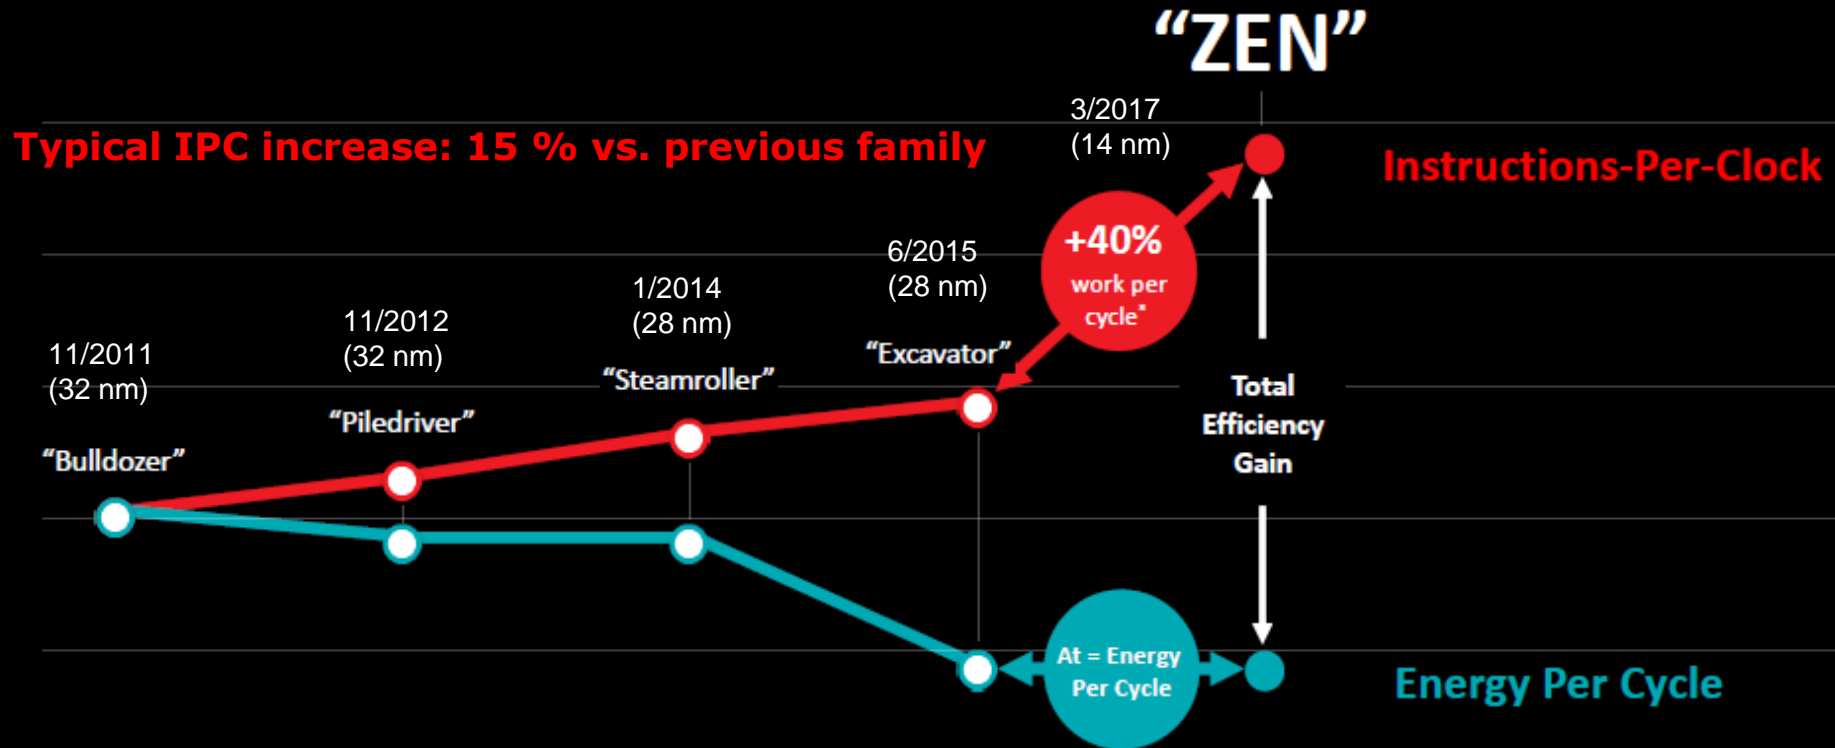 “ZEN”
3/2017
(14 nm)
Typical IPC increase: 15 % vs. previous family
Instructions-Per-Clock
+40%
work per
cycle*
6/2015
(28 nm)
1/2014
(28 nm)
11/2012
(32 nm)
11/2011
(32 nm)
“Excavator”
“Steamroller”
“Piledriver”
“Bulldozer”
Total
Efficiency
Gain
At = Energy
Per Cycle
Energy Per Cycle